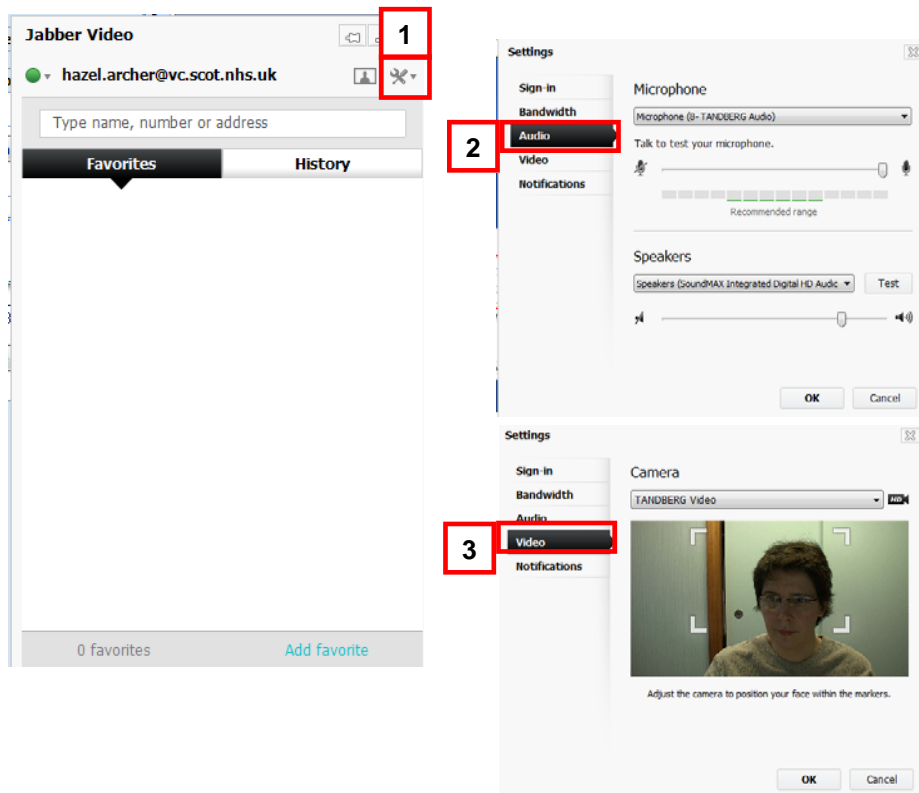 Jabber Video
1
hazel.archer@vc.scot.nhs.uk
Type name, number or address
Favorites History
0 favorites Add favorite
Settings
Sign-in
Bandwidth
2
Audio
Video
Notifications
Microphone
Microphone (8- TANDBERG Audio)
Talk to test your microphone.
Recommended range
Speakers
Speakers (SoundMAX Integrated Digital HD Audic Test
OK Cancel
Settings
Sign-in
Bandwidth
Audio
3
Video
Notifications
Camera
TANDBERG Video HD
Adjust the camera to position your face within the markers.
OK Cancel